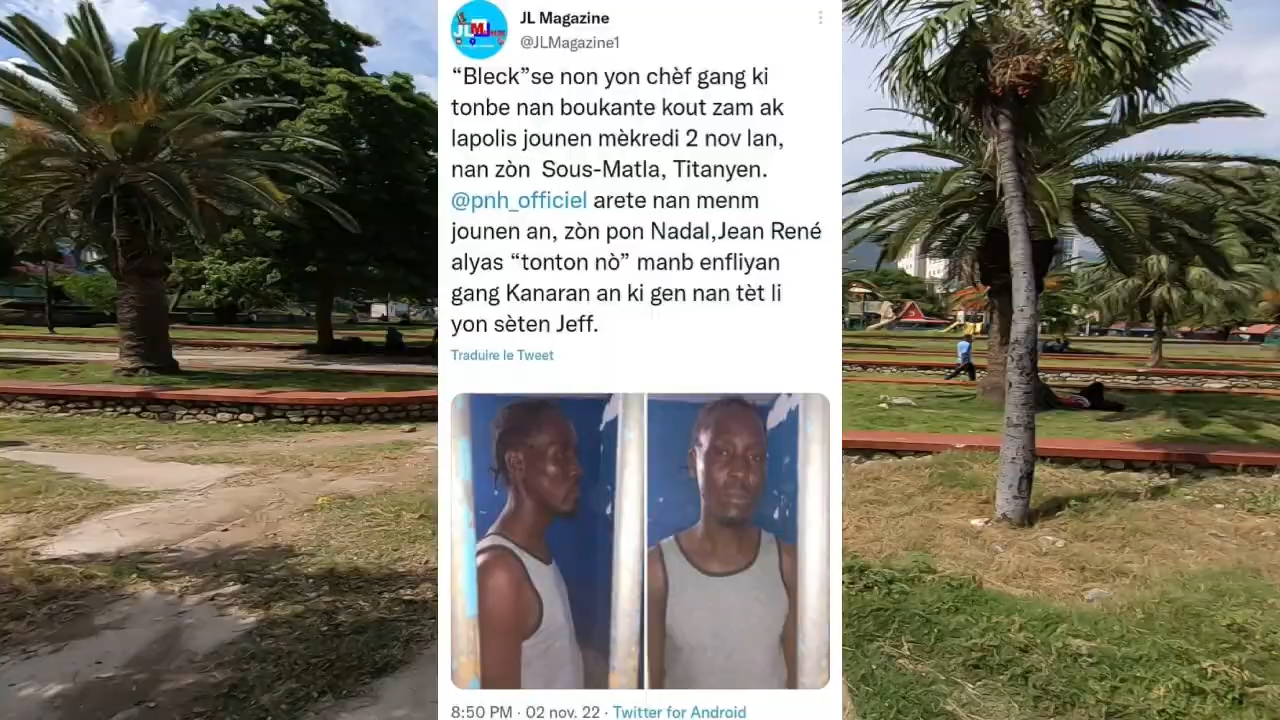 JL Magazine
@JLMagazine1
“Bleck”se non yon chèf gang ki
tonbe nan boukante kout zam ak
lapolis jounen mèkredi 2 nov lan,
nan zòn Sous-Matla, Titanyen.
@pnh_officiel arete nan menm
jounen an, zòn pon Nadal,Jean René
alyas “tonton nò” manb enfliyan
gang Kanaran an ki gen nan tèt li
yon sèten Jeff.
Traduire le Tweet
8:50 PM · 02 nov. 22 · Twitter for Android